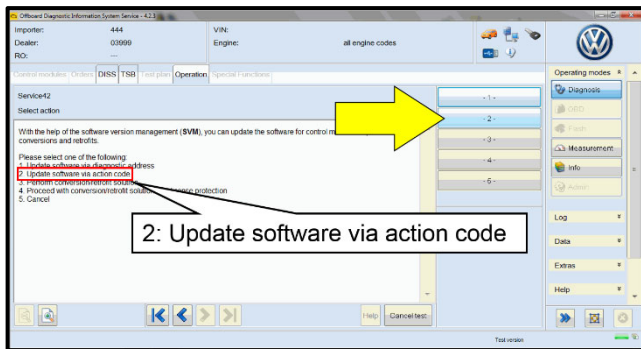 Offboard Diagnostic Information System Service - 4.2.3
Importer: 444 VIN:
Dealer: 03999 Engine: all engine codes
RO: ---
Control modules Orders DISS TSB Test plan Operation Special Functions
Operating modes
Service42
Select action
With the help of the software version management (SVM), you can update the software for control
conversions and retrofits.
Please select one of the following:
1. Update software via diagnostic address
2. Update software via action code
3. Perform conversion/retrofit solution
4. Proceed with conversion/retrofit protection
5. Cancel
2: Update software via action code
- 1 -
- 2 -
- 3 -
- 4 -
- 5 -
Diagnosis
OBD
Flash
Measurement
Info
Admin
Log
Data
Extras
Help
Help Cancel test
Test version